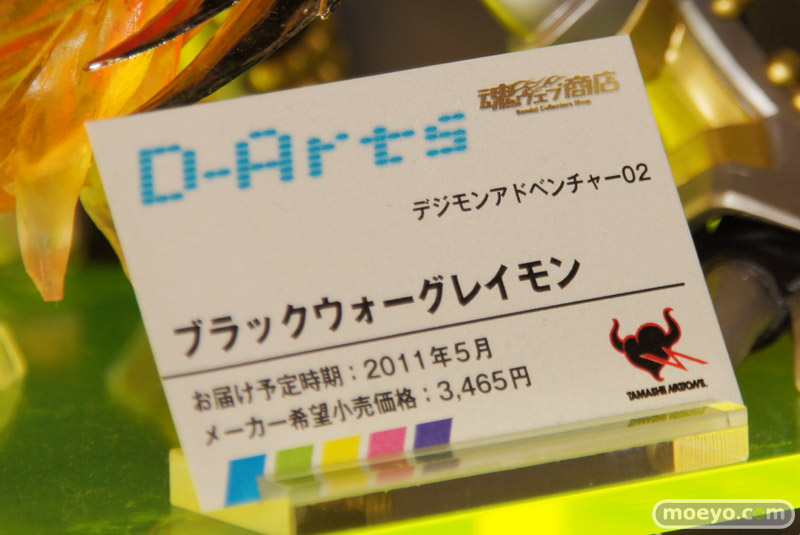 D-Arts
魂ウェブ商店
Bandai Collectors Shop
デジモンアドベンチャー02
ブラックウォーグレイモン
お届け予定時期：2011年5月
メーカー希望小売価格：3,465円
TAMASHII NATIONS
moeyo.com